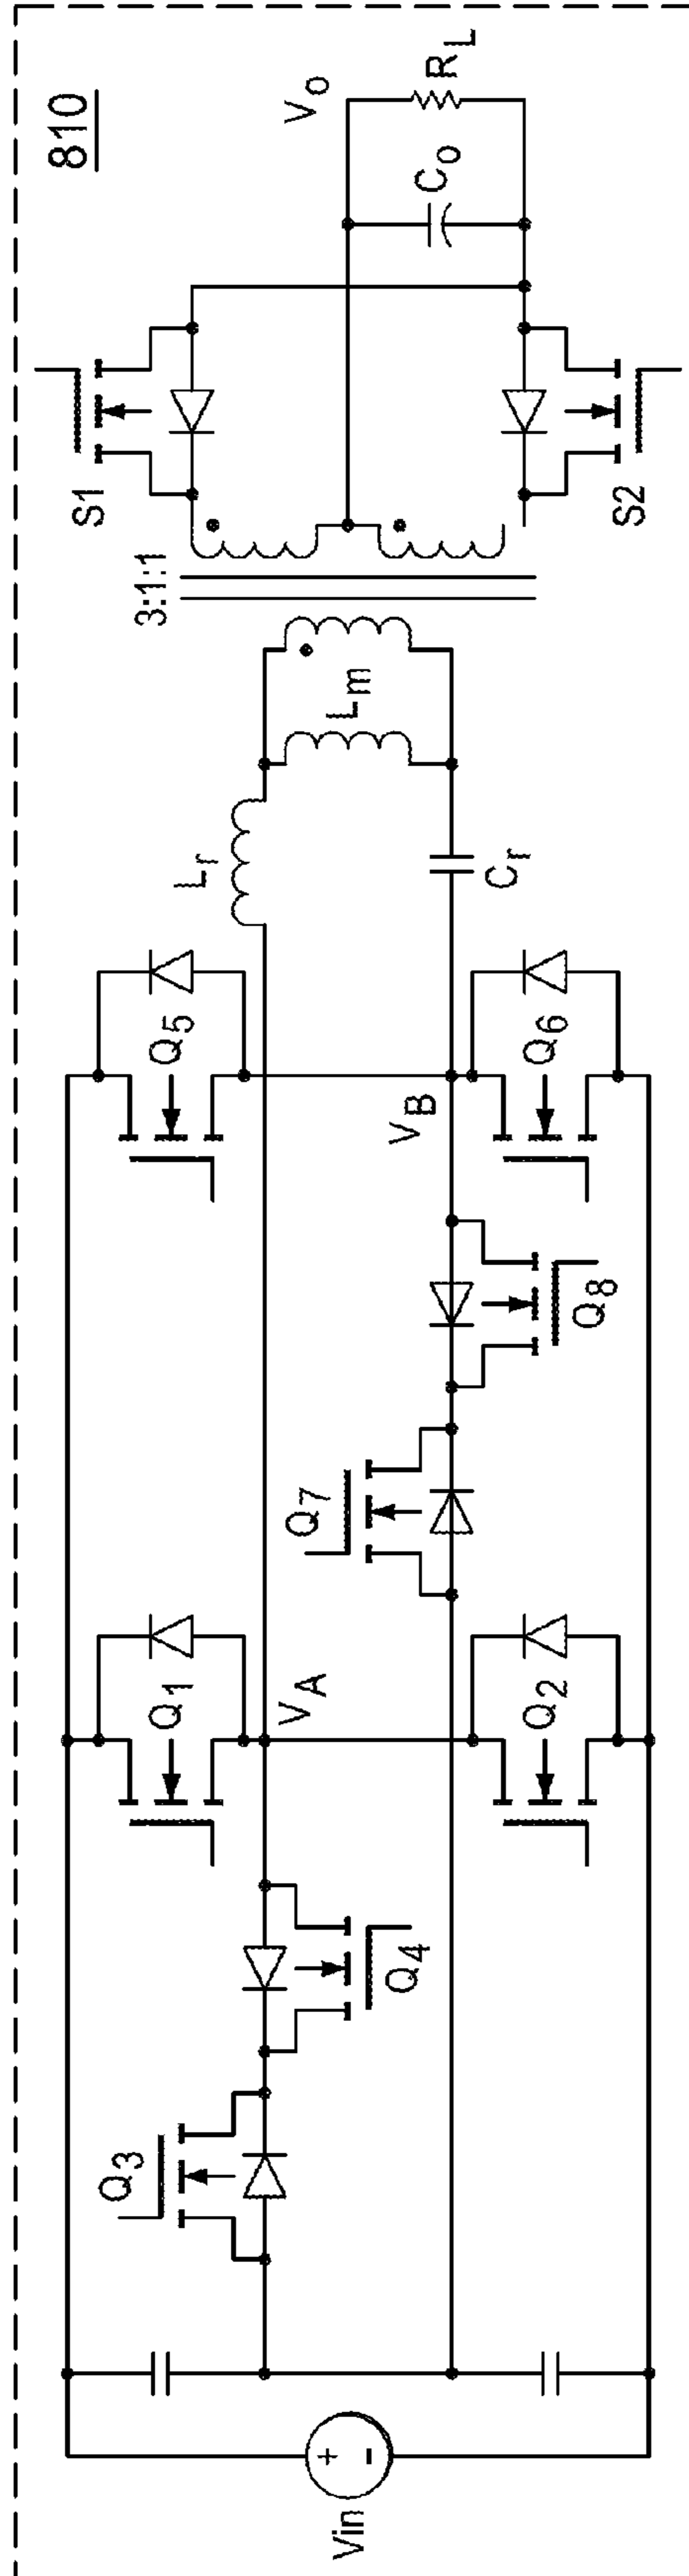 810
Vin
+
-
Q3
Q4
Q1
VA
Q2
Q7
Q8
Q5
VB
Q6
Lr
Cr
Lm
3:1:1
S1
S2
Vo
Co
RL